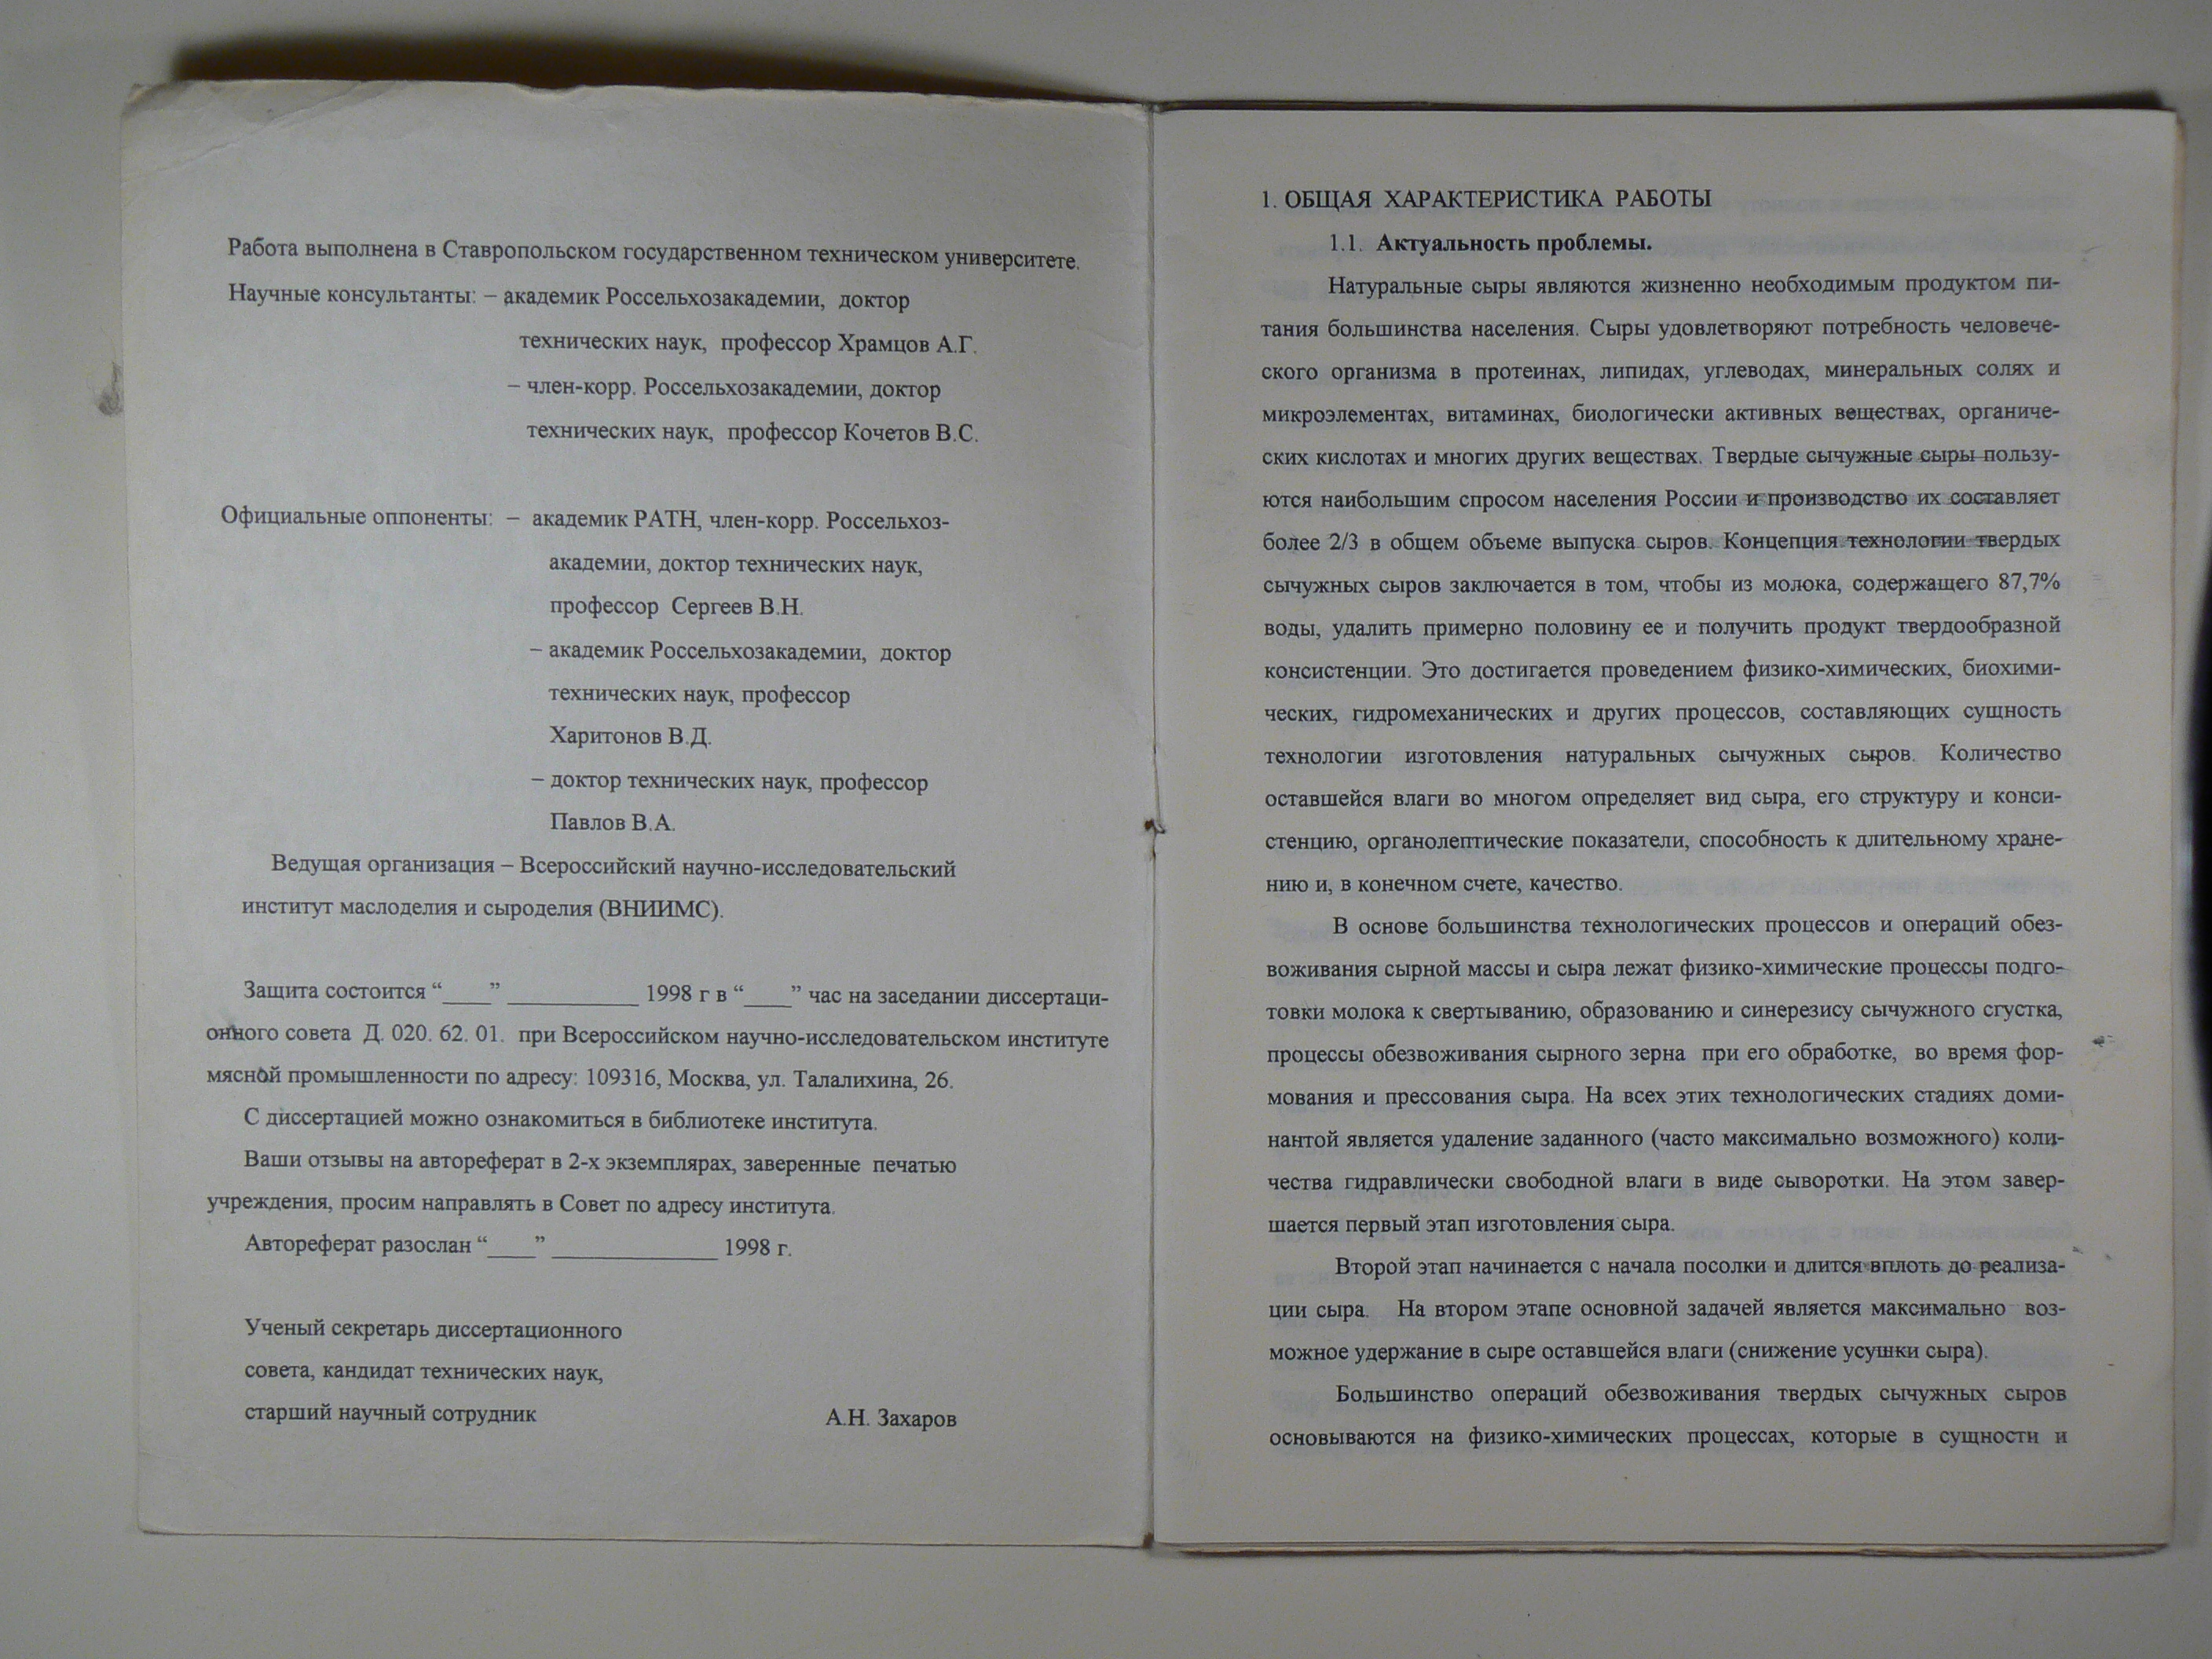 Работа выполнена в Ставропольском государственном техническом университете.
Научные консультанты: – академик Россельхозакадемии, доктор
технических наук, профессор Храмцов А.Г.
– член-корр. Россельхозакадемии, доктор
технических наук, профессор Кочетов В.С.
Официальные оппоненты: – академик РАТН, член-корр. Россельхоз-
академии, доктор технических наук,
профессор Сергеев В.Н.
– академик Россельхозакадемии, доктор
технических наук, профессор
Харитонов В.Д.
– доктор технических наук, профессор
Павлов В.А.
Ведущая организация – Всероссийский научно-исследовательский
институт маслоделия и сыроделия (ВНИИМС).
Защита состоится “____” ___________ 1998 г в “____” час на заседании диссертаци-
онного совета Д. 020. 62. 01. при Всероссийском научно-исследовательском институте
мясной промышленности по адресу: 109316, Москва, ул. Талалихина, 26.
С диссертацией можно ознакомиться в библиотеке института.
Ваши отзывы на автореферат в 2-х экземплярах, заверенные печатью
учреждения, просим направлять в Совет по адресу института.
Автореферат разослан “____” ______________ 1998 г.
Ученый секретарь диссертационного
совета, кандидат технических наук,
старший научный сотрудник А.Н. Захаров
1. ОБЩАЯ ХАРАКТЕРИСТИКА РАБОТЫ
1.1. Актуальность проблемы.
Натуральные сыры являются жизненно необходимым продуктом пи-
тания большинства населения. Сыры удовлетворяют потребность человече-
ского организма в протеинах, липидах, углеводах, минеральных солях и
микроэлементах, витаминах, биологически активных веществах, органиче-
ских кислотах и многих других веществах. Твердые сычужные сыры пользу-
ются наибольшим спросом населения России и производство их составляет
более 2/3 в общем объеме выпуска сыров. Концепция технологии твердых
сычужных сыров заключается в том, чтобы из молока, содержащего 87,7%
воды, удалить примерно половину ее и получить продукт твердообразной
консистенции. Это достигается проведением физико-химических, биохими-
ческих, гидромеханических и других процессов, составляющих сущность
технологии изготовления натуральных сычужных сыров. Количество
оставшейся влаги во многом определяет вид сыра, его структуру и конси-
стенцию, органолептические показатели, способность к длительному хране-
нию и, в конечном счете, качество.
В основе большинства технологических процессов и операций обез-
воживания сырной массы и сыра лежат физико-химические процессы подго-
товки молока к свертыванию, образованию и синерезису сычужного сгустка,
процессы обезвоживания сырного зерна при его обработке, во время фор-
мования и прессования сыра. На всех этих технологических стадиях доми-
нантой является удаление заданного (часто максимально возможного) коли-
чества гидравлически свободной влаги в виде сыворотки. На этом завер-
шается первый этап изготовления сыра.
Второй этап начинается с начала посолки и длится вплоть до реализа-
ции сыра. На втором этапе основной задачей является максимально воз-
можное удержание в сыре оставшейся влаги (снижение усушки сыра).
Большинство операций обезвоживания твердых сычужных сыров
основываются на физико-химических процессах, которые в сущности и